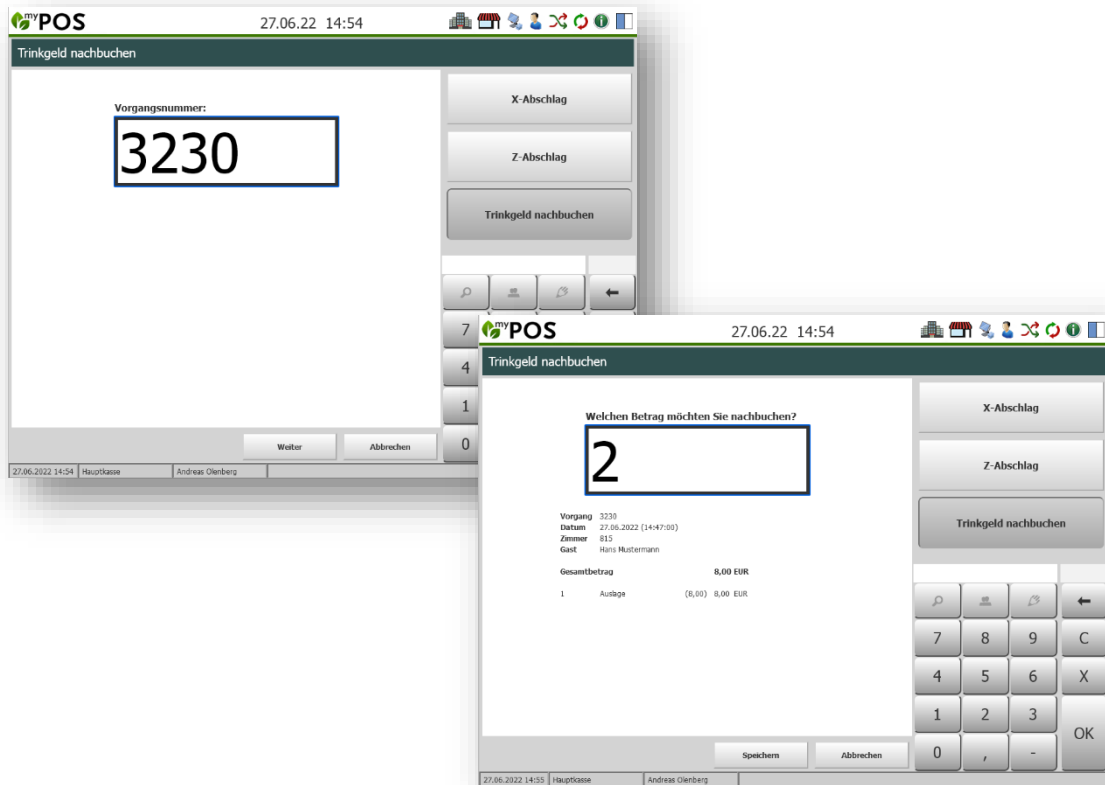 myPOS 27.06.22 14:54
Trinkgeld nachbuchen
Vorgangsnummer:
3230
X-Abschlag
Z-Abschlag
Trinkgeld nachbuchen
7
4
1
0
Weiter Abbrechen
27.06.2022 14:54 Hauptkasse Andreas Olenberg
myPOS 27.06.22 14:54
Trinkgeld nachbuchen
Welchen Betrag möchten Sie nachbuchen?
2
Vorgang 3230
Datum 27.06.2022 (14:47:00)
Zimmer 815
Gast Hans Mustermann
Gesamtbetrag 8,00 EUR
1 Auslage (8,00) 8,00 EUR
X-Abschlag
Z-Abschlag
Trinkgeld nachbuchen
7 8 9 C
4 5 6 X
1 2 3 OK
0 , -
Speichern Abbrechen
27.06.2022 14:55 Hauptkasse Andreas Olenberg